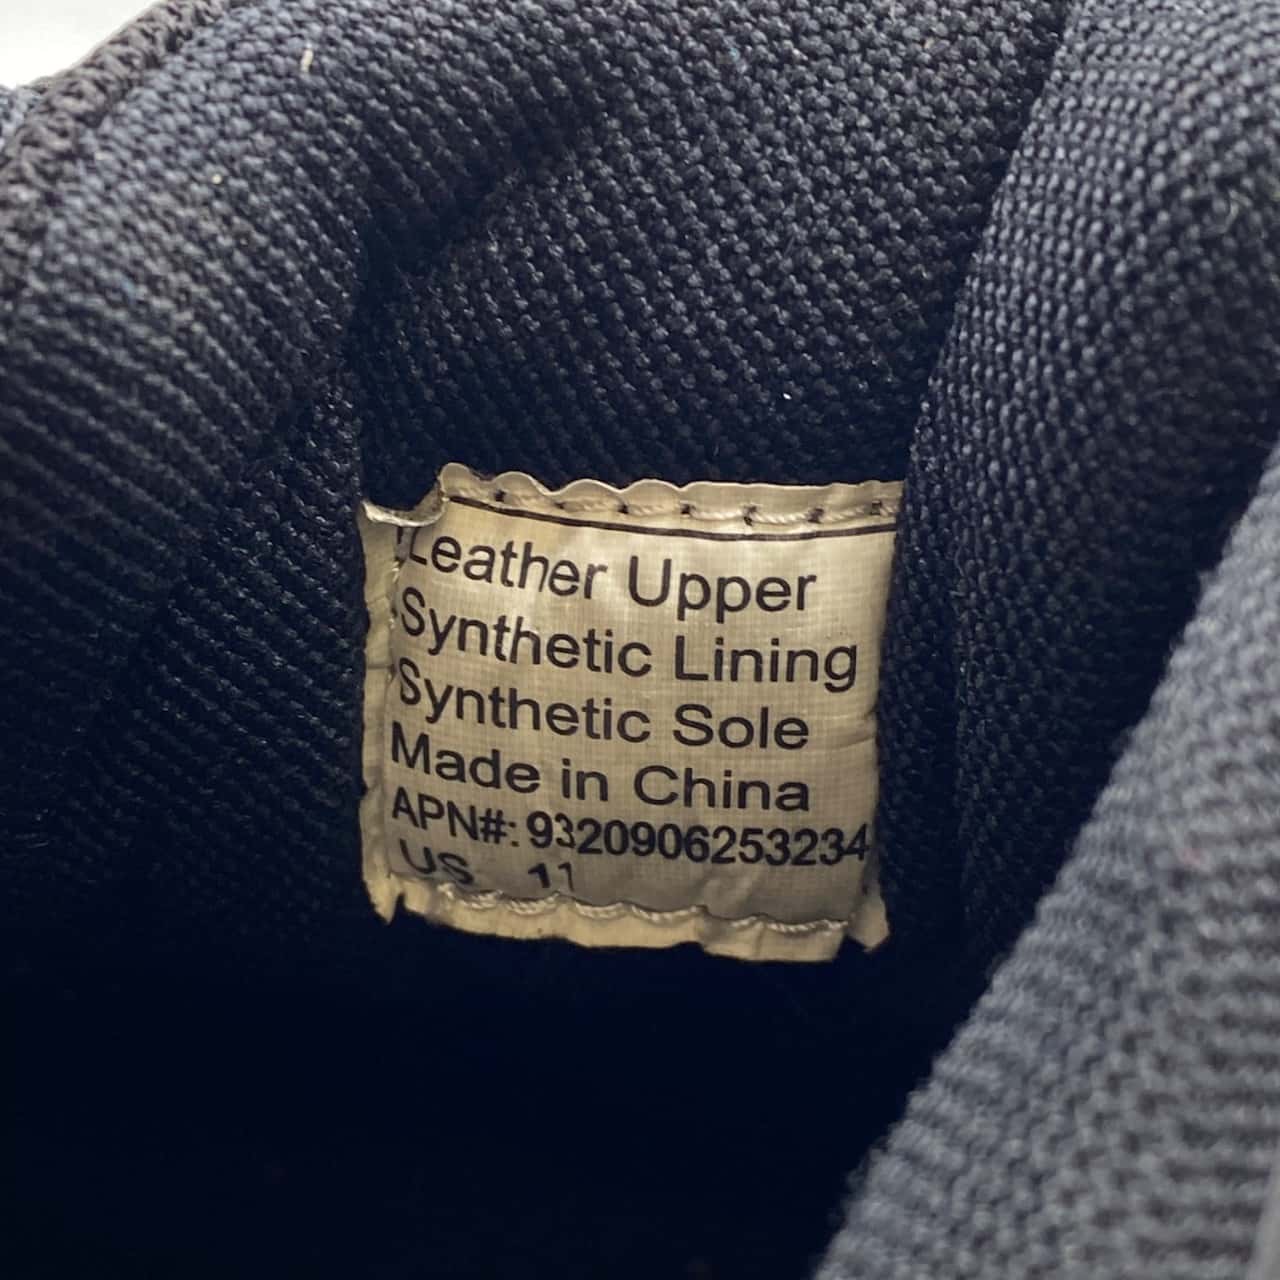 Leather Upper
Synthetic Lining
Synthetic Sole
Made in China
APN#: 9320906253234
US 11